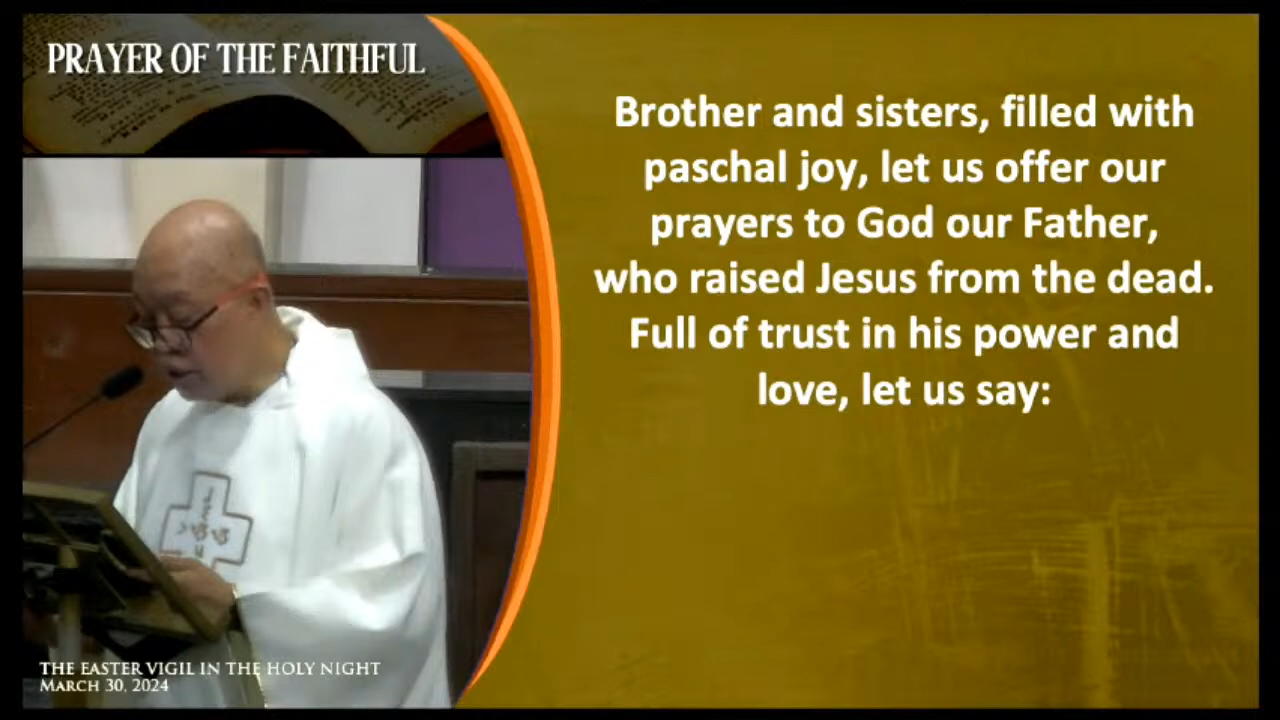 PRAYER OF THE FAITHFUL
Brother and sisters, filled with
paschal joy, let us offer our
prayers to God our Father,
who raised Jesus from the dead.
Full of trust in his power and
love, let us say:
THE EASTER VIGIL IN THE HOLY NIGHT
MARCH 30, 2024